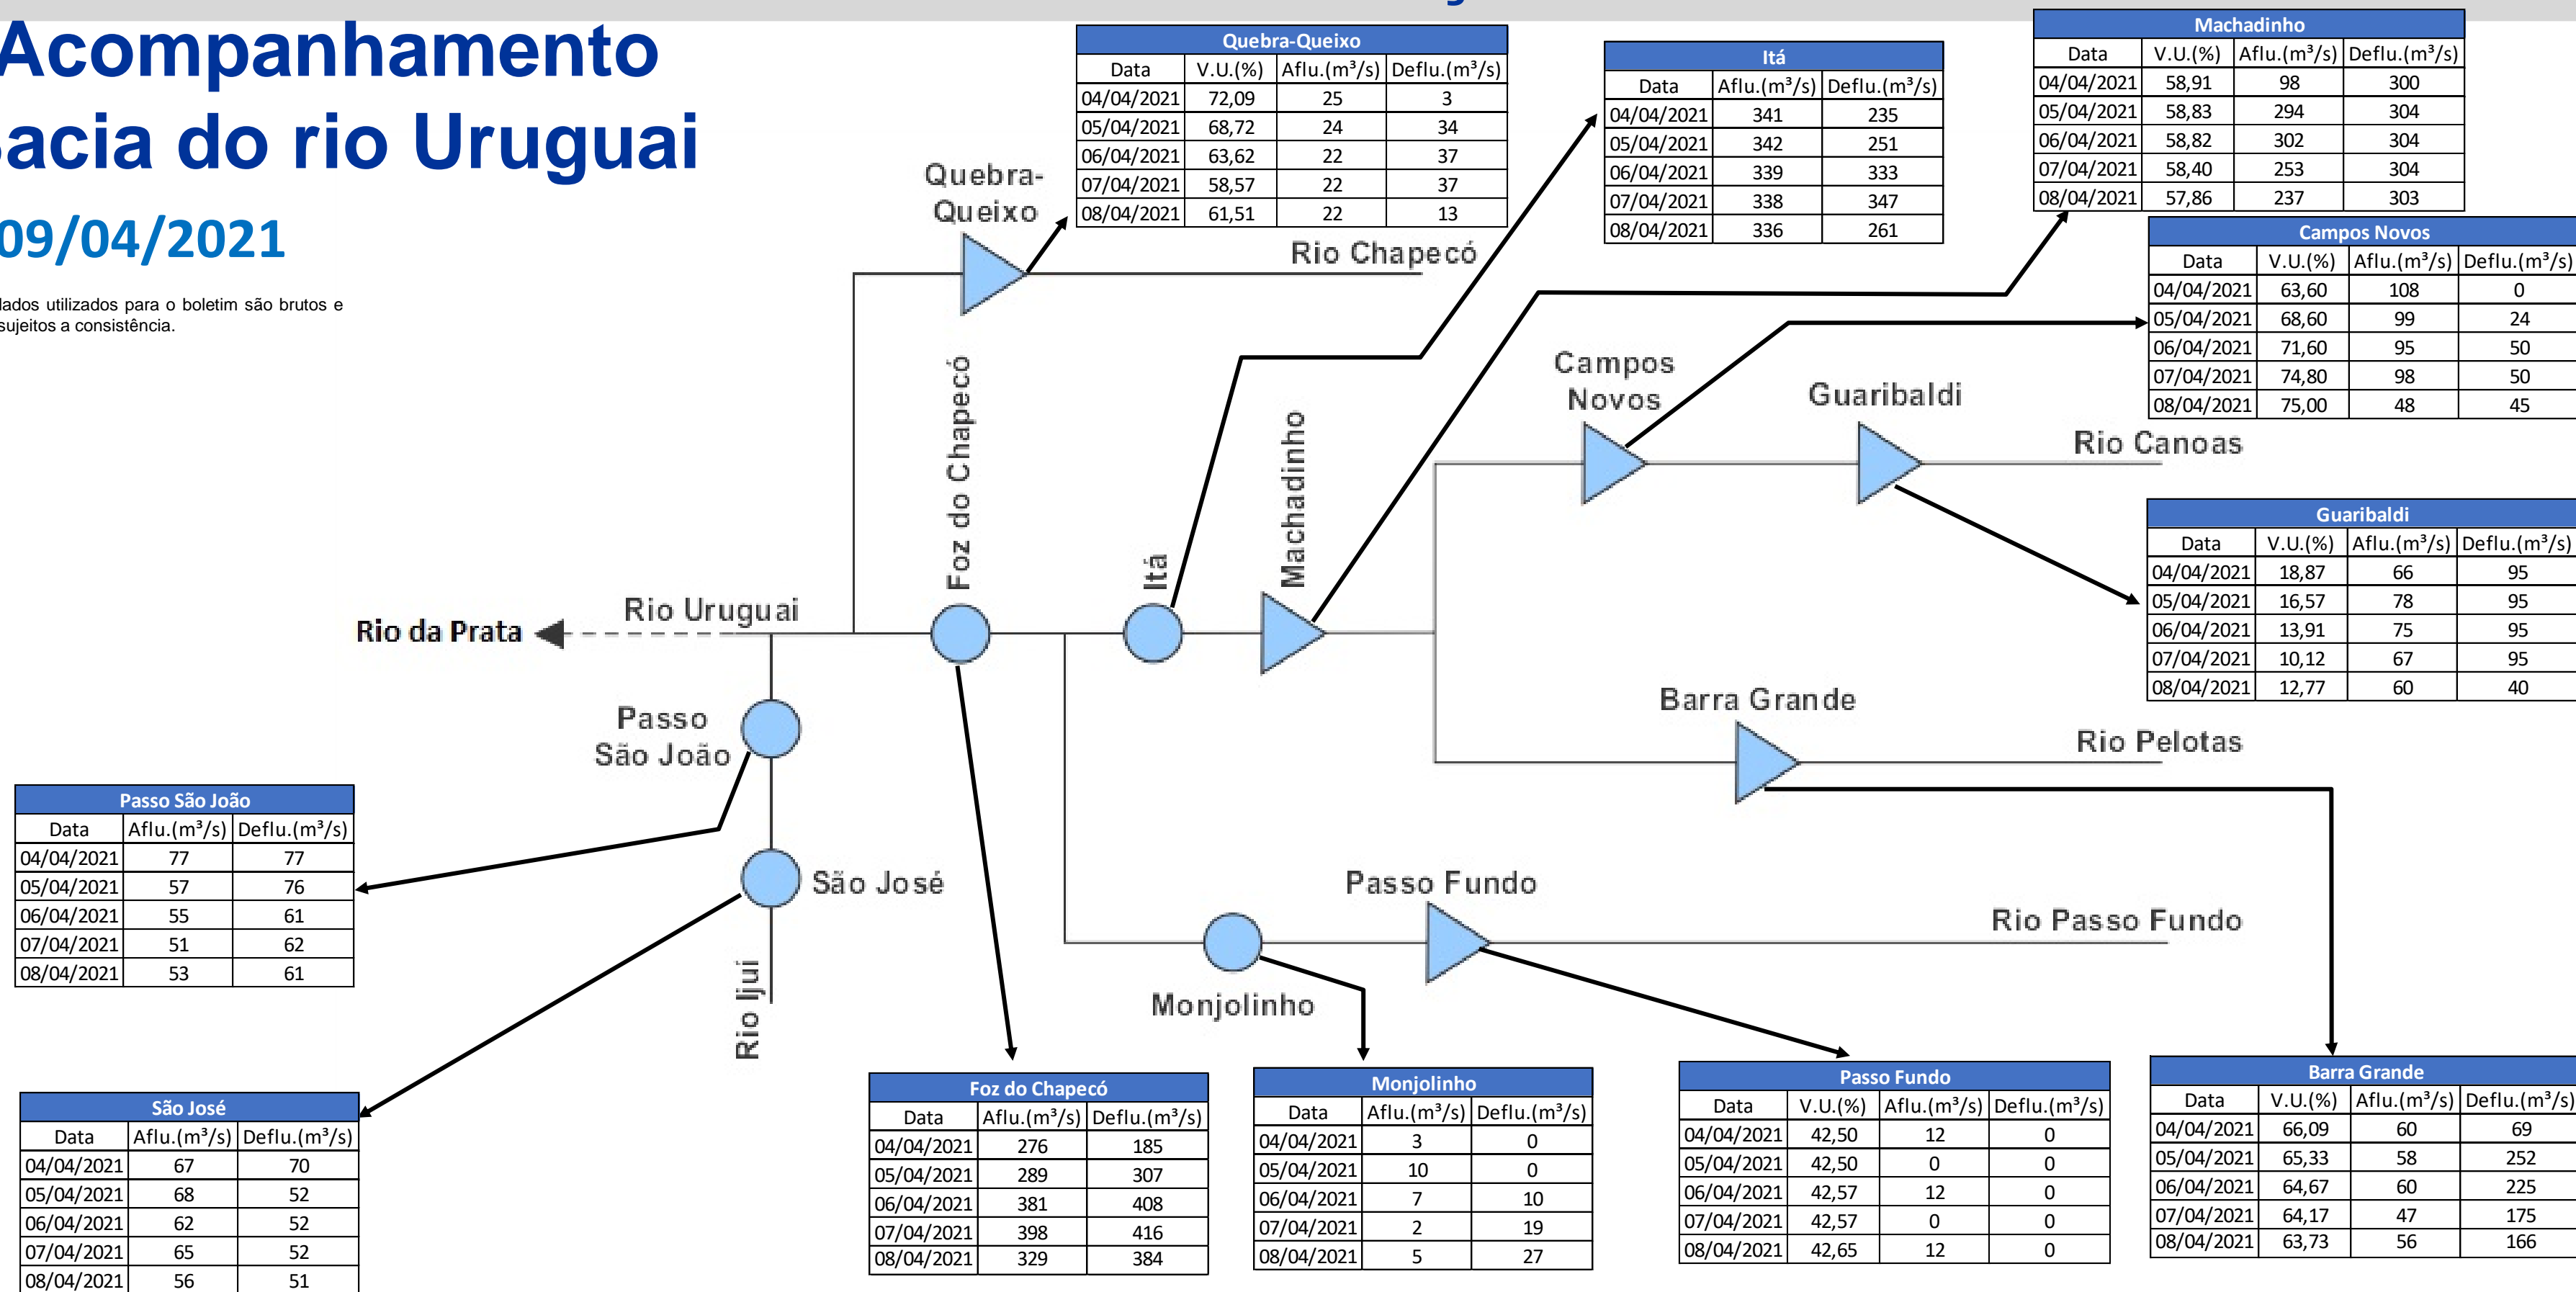 Acompanhamento
acia do rio Uruguai
09/04/2021
dados utilizados para o boletim são brutos e
sujeitos a consistência.
Quebra-Queixo
Data V.U.(%) Aflu.(m³/s) Deflu.(m³/s)
04/04/2021 72,09 25 3
05/04/2021 68,72 24 34
06/04/2021 63,62 22 37
07/04/2021 58,57 22 37
08/04/2021 61,51 22 13
Itá
Data Aflu.(m³/s) Deflu.(m³/s)
04/04/2021 341 235
05/04/2021 342 251
06/04/2021 339 333
07/04/2021 338 347
08/04/2021 336 261
Machadinho
Data V.U.(%) Aflu.(m³/s) Deflu.(m³/s)
04/04/2021 58,91 98 300
05/04/2021 58,83 294 304
06/04/2021 58,82 302 304
07/04/2021 58,40 253 304
08/04/2021 57,86 237 303
Campos Novos
Data V.U.(%) Aflu.(m³/s) Deflu.(m³/s)
04/04/2021 63,60 108 0
05/04/2021 68,60 99 24
06/04/2021 71,60 95 50
07/04/2021 74,80 98 50
08/04/2021 75,00 48 45
Quebra-
Queixo
Rio Chapecó
Foz do Chapecó
Itá
Machadinho
Campos
Novos
Guaribaldi
Rio Canoas
Guaribaldi
Data V.U.(%) Aflu.(m³/s) Deflu.(m³/s)
04/04/2021 18,87 66 95
05/04/2021 16,57 78 95
06/04/2021 13,91 75 95
07/04/2021 10,12 67 95
08/04/2021 12,77 60 40
Rio da Prata
Rio Uruguai
Passo
São João
São José
Rio Ijui
Barra Grande
Rio Pelotas
Passo Fundo
Rio Passo Fundo
Monjolinho
Passo São João
Data Aflu.(m³/s) Deflu.(m³/s)
04/04/2021 77 77
05/04/2021 57 76
06/04/2021 55 61
07/04/2021 51 62
08/04/2021 53 61
São José
Data Aflu.(m³/s) Deflu.(m³/s)
04/04/2021 67 70
05/04/2021 68 52
06/04/2021 62 52
07/04/2021 65 52
08/04/2021 56 51
Foz do Chapecó
Data Aflu.(m³/s) Deflu.(m³/s)
04/04/2021 276 185
05/04/2021 289 307
06/04/2021 381 408
07/04/2021 398 416
08/04/2021 329 384
Monjolinho
Data Aflu.(m³/s) Deflu.(m³/s)
04/04/2021 3 0
05/04/2021 10 0
06/04/2021 7 10
07/04/2021 2 19
08/04/2021 5 27
Passo Fundo
Data V.U.(%) Aflu.(m³/s) Deflu.(m³/s)
04/04/2021 42,50 12 0
05/04/2021 42,50 0 0
06/04/2021 42,57 12 0
07/04/2021 42,57 0 0
08/04/2021 42,65 12 0
Barra Grande
Data V.U.(%) Aflu.(m³/s) Deflu.(m³/s)
04/04/2021 66,09 60 69
05/04/2021 65,33 58 252
06/04/2021 64,67 60 225
07/04/2021 64,17 47 175
08/04/2021 63,73 56 166